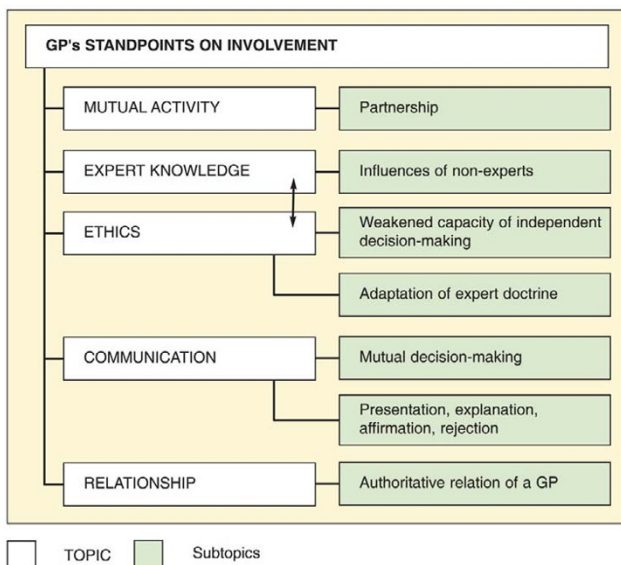 GP's STANDPOINTS ON INVOLVEMENT
MUTUAL ACTIVITY
Partnership
EXPERT KNOWLEDGE
Influences of non-experts
ETHICS
Weakened capacity of independent
decision-making
Adaptation of expert doctrine
COMMUNICATION
Mutual decision-making
Presentation, explanation,
affirmation, rejection
RELATIONSHIP
Authoritative relation of a GP
TOPIC
Subtopics